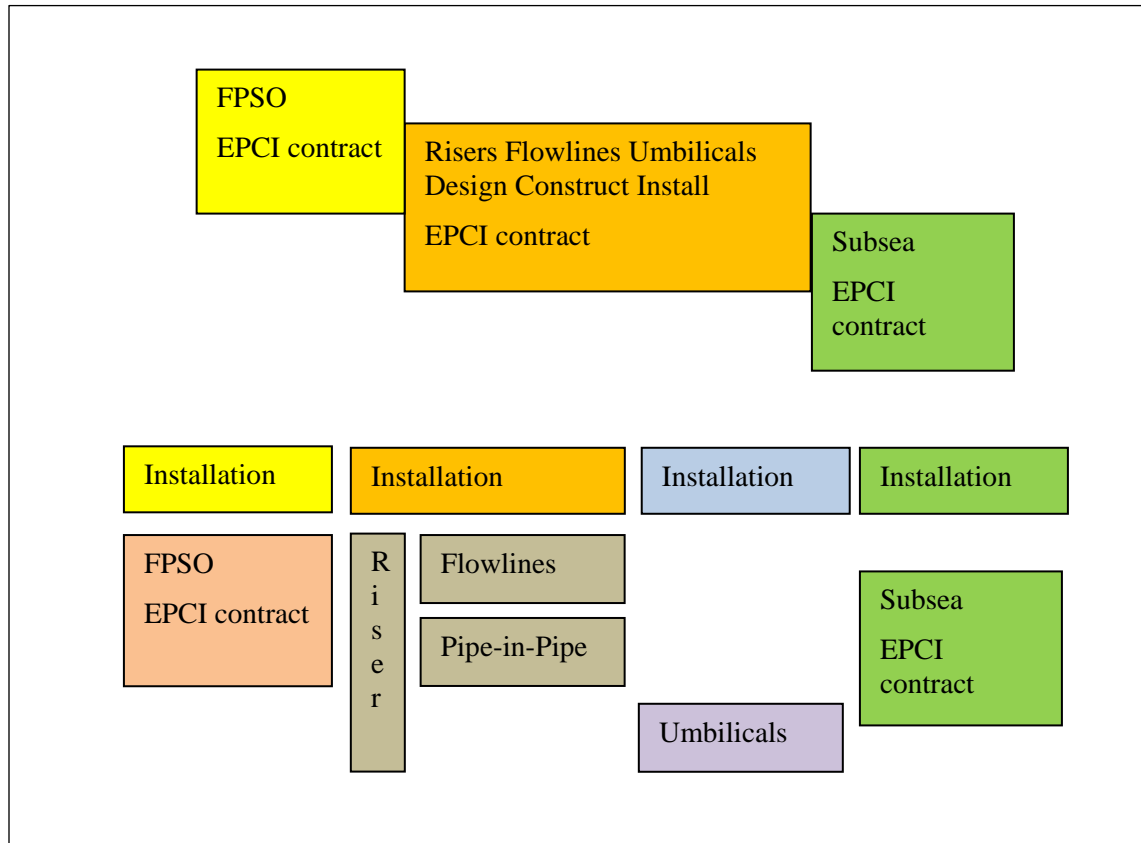 FPSO
EPCI contract
Risers Flowlines Umbilicals
Design Construct Install
EPCI contract
Subsea
EPCI
contract
Installation
Installation
Installation
Installation
FPSO
EPCI contract
R
i
s
e
r
Flowlines
Pipe-in-Pipe
Umbilicals
Subsea
EPCI
contract